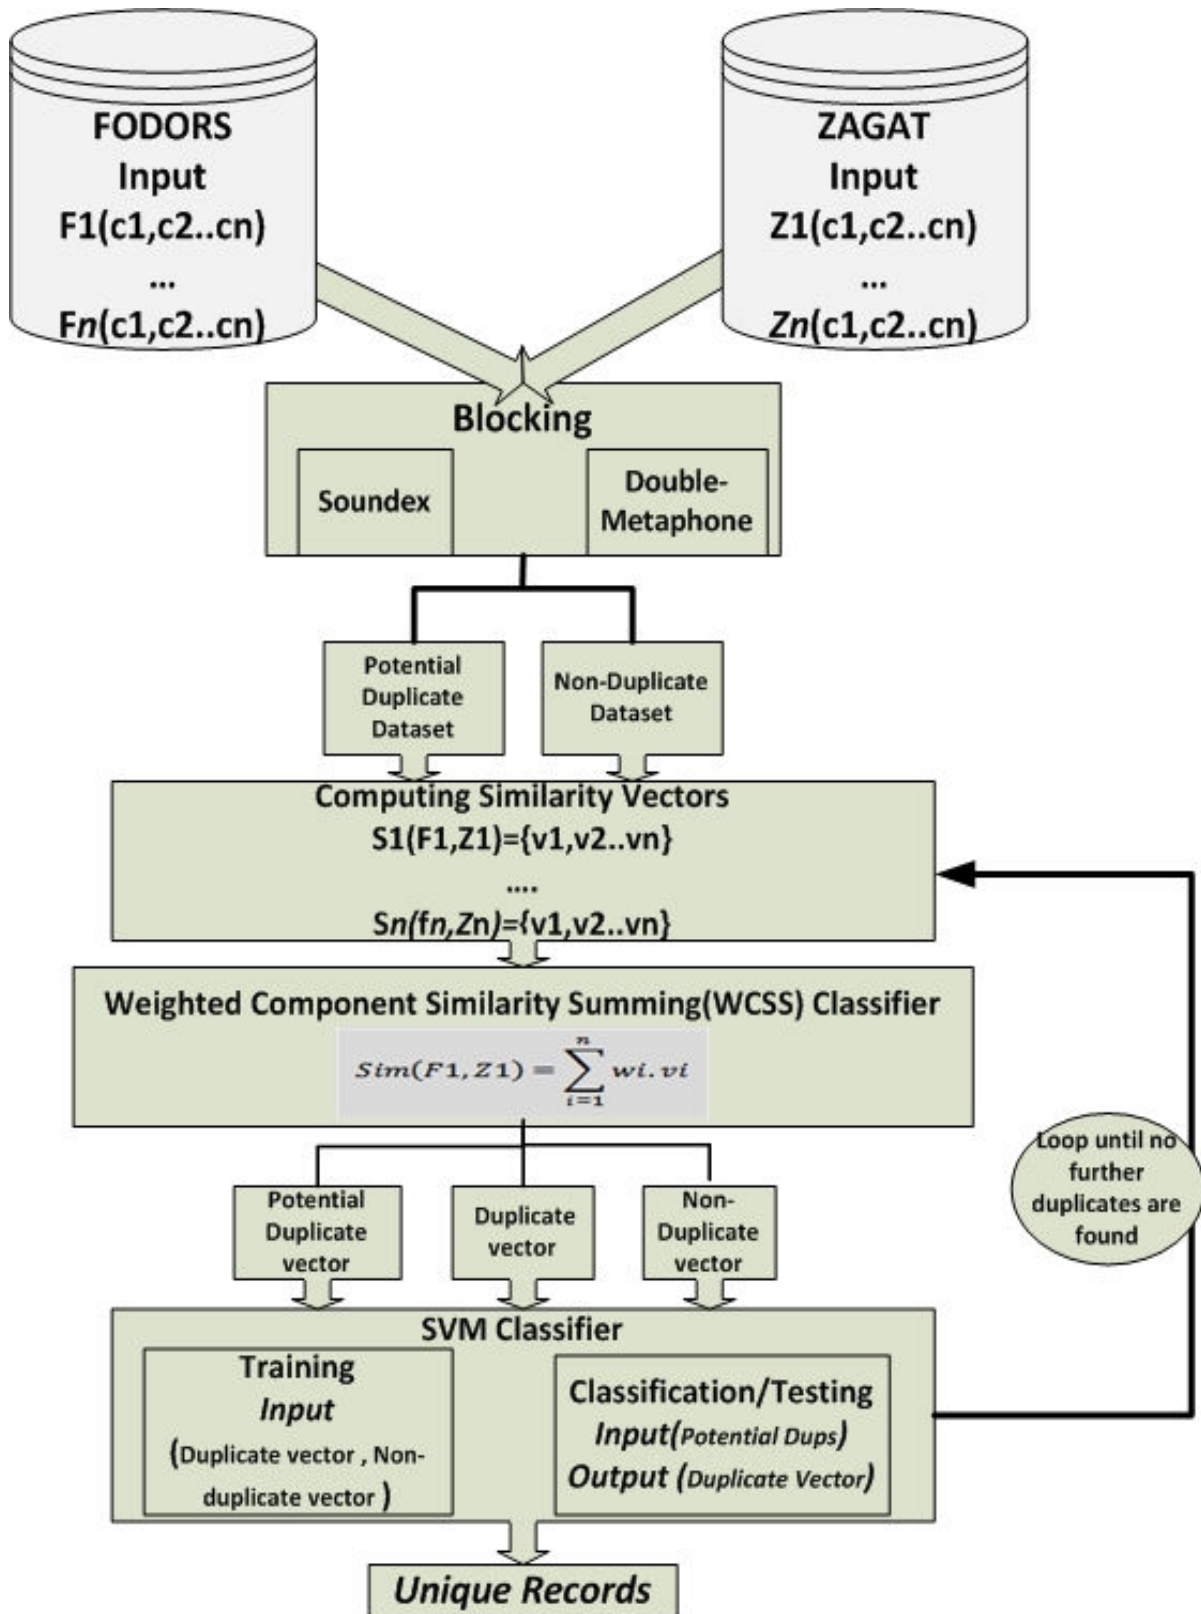 FODORS
Input
F1(c1,c2..cn)
...
Fn(c1,c2..cn)
ZAGAT
Input
Z1(c1,c2..cn)
...
Zn(c1,c2..cn)
Blocking
Soundex
Double-
Metaphone
Potential
Duplicate
Dataset
Non-Duplicate
Dataset
Computing Similarity Vectors
S1(F1,Z1)={v1,v2..vn}
....
Sn(fn,Zn)={v1,v2..vn}
Weighted Component Similarity Summing(WCSS) Classifier
Sim(F1,Z1) = ∑ⁿᵢ₌₁ wi.vi
Loop until no
further
duplicates are
found
Potential
Duplicate
vector
Duplicate
vector
Non-
Duplicate
vector
SVM Classifier
Training
Input
(Duplicate vector , Non-
duplicate vector )
Classification/Testing
Input(Potential Dups)
Output (Duplicate Vector)
Unique Records